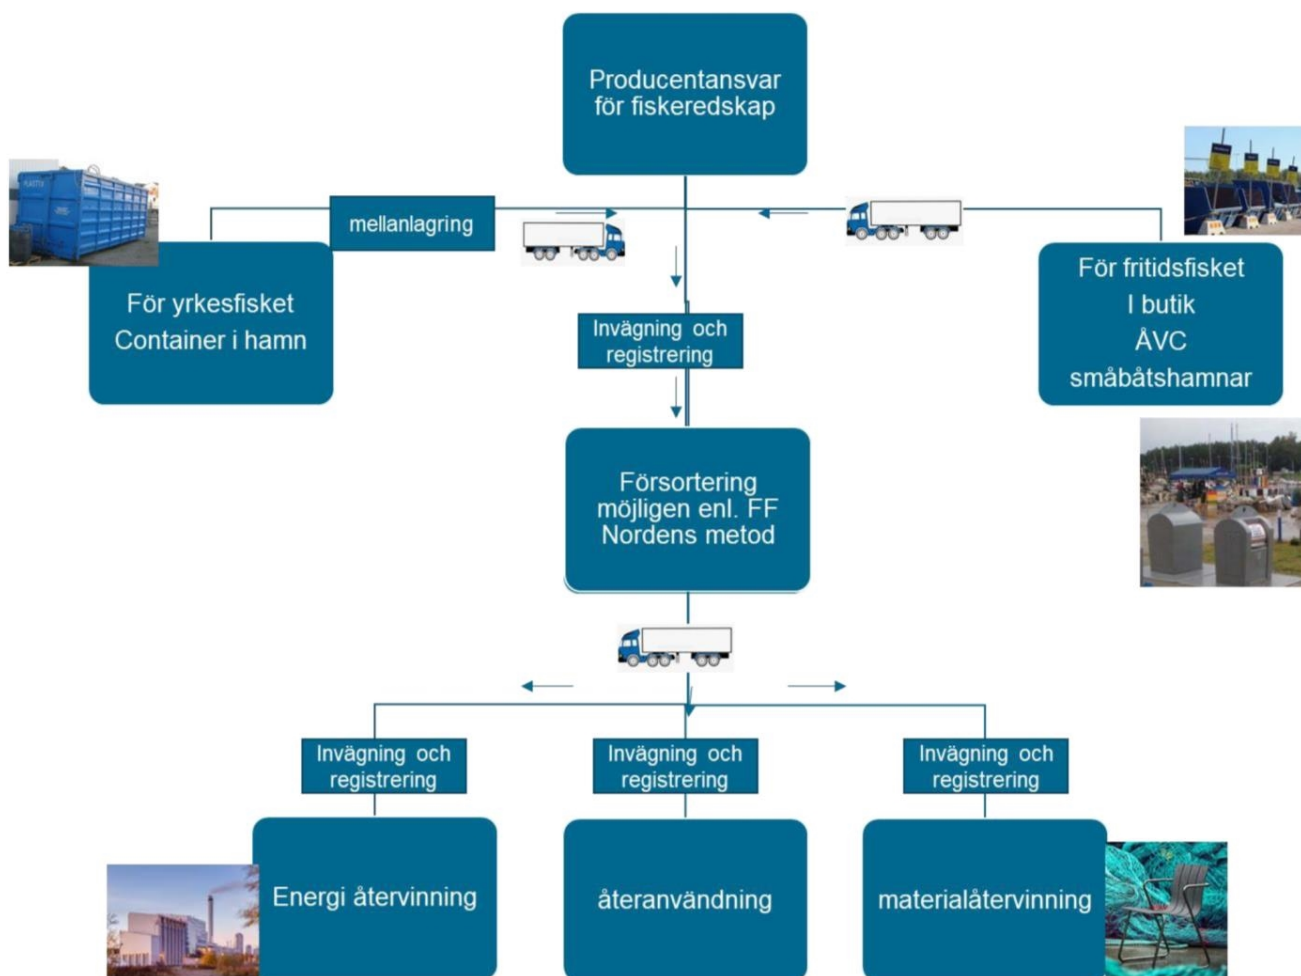 Producentansvar
för fiskeredskap
mellanlagring
För yrkesfisket
Container i hamn
För fritidsfisket
I butik
ÅVC
småbåtshamnar
Invägning och
registrering
Försortering
möjligen enl. FF
Nordens metod
Invägning och
registrering
Invägning och
registrering
Invägning och
registrering
Energi återvinning
återanvändning
materialåtervinning